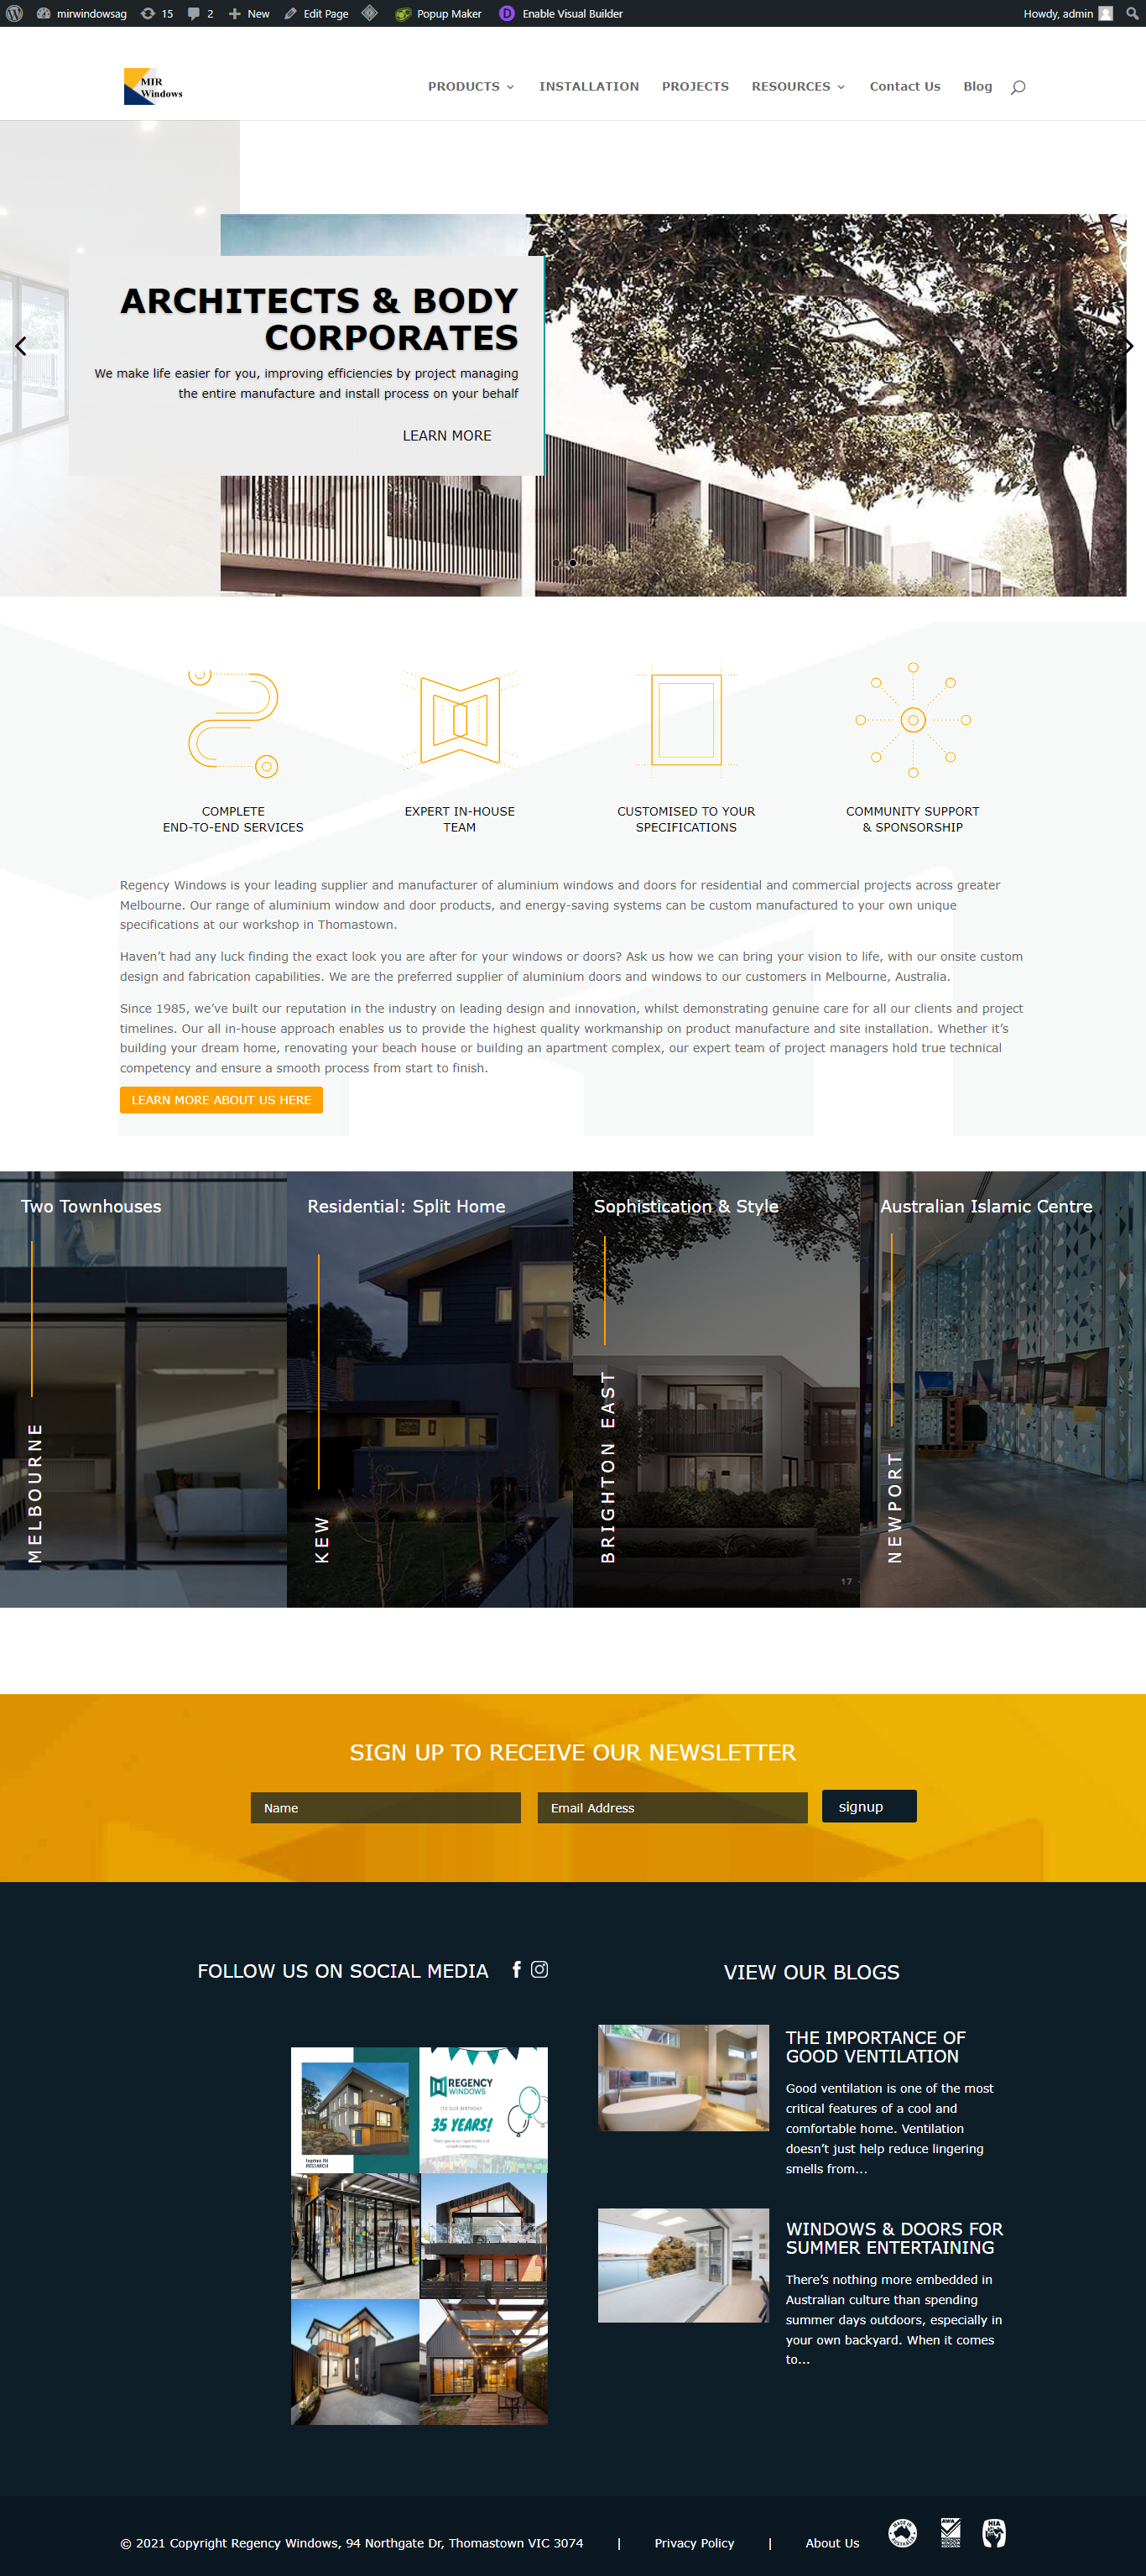 mirwindowsag 15 2 New Edit Page Popup Maker D Enable Visual Builder Howdy, admin
MIR
Windows
PRODUCTS INSTALLATION PROJECTS RESOURCES Contact Us Blog
ARCHITECTS & BODY
CORPORATES
We make life easier for you, improving efficiencies by project managing
the entire manufacture and install process on your behalf
LEARN MORE
COMPLETE
END-TO-END SERVICES
EXPERT IN-HOUSE
TEAM
CUSTOMISED TO YOUR
SPECIFICATIONS
COMMUNITY SUPPORT
& SPONSORSHIP
Regency Windows is your leading supplier and manufacturer of aluminium windows and doors for residential and commercial projects across greater
Melbourne. Our range of aluminium window and door products, and energy-saving systems can be custom manufactured to your own unique
specifications at our workshop in Thomastown.
Haven’t had any luck finding the exact look you are after for your windows or doors? Ask us how we can bring your vision to life, with our onsite custom
design and fabrication capabilities. We are the preferred supplier of aluminium doors and windows to our customers in Melbourne, Australia.
Since 1985, we’ve built our reputation in the industry on leading design and innovation, whilst demonstrating genuine care for all our clients and project
timelines. Our all in-house approach enables us to provide the highest quality workmanship on product manufacture and site installation. Whether it’s
building your dream home, renovating your beach house or building an apartment complex, our expert team of project managers hold true technical
competency and ensure a smooth process from start to finish.
LEARN MORE ABOUT US HERE
Two Townhouses
MELBOURNE
Residential: Split Home
KEW
Sophistication & Style
BRIGHTON EAST
17
Australian Islamic Centre
NEWPORT
SIGN UP TO RECEIVE OUR NEWSLETTER
Name
Email Address
signup
FOLLOW US ON SOCIAL MEDIA
REGENCY
WINDOWS
IT'S OUR BIRTHDAY
35 YEARS!
RESEARCH
VIEW OUR BLOGS
THE IMPORTANCE OF
GOOD VENTILATION
Good ventilation is one of the most
critical features of a cool and
comfortable home. Ventilation
doesn’t just help reduce lingering
smells from...
WINDOWS & DOORS FOR
SUMMER ENTERTAINING
There’s nothing more embedded in
Australian culture than spending
summer days outdoors, especially in
your own backyard. When it comes
to...
© 2021 Copyright Regency Windows, 94 Northgate Dr, Thomastown VIC 3074 | Privacy Policy | About Us
HIA